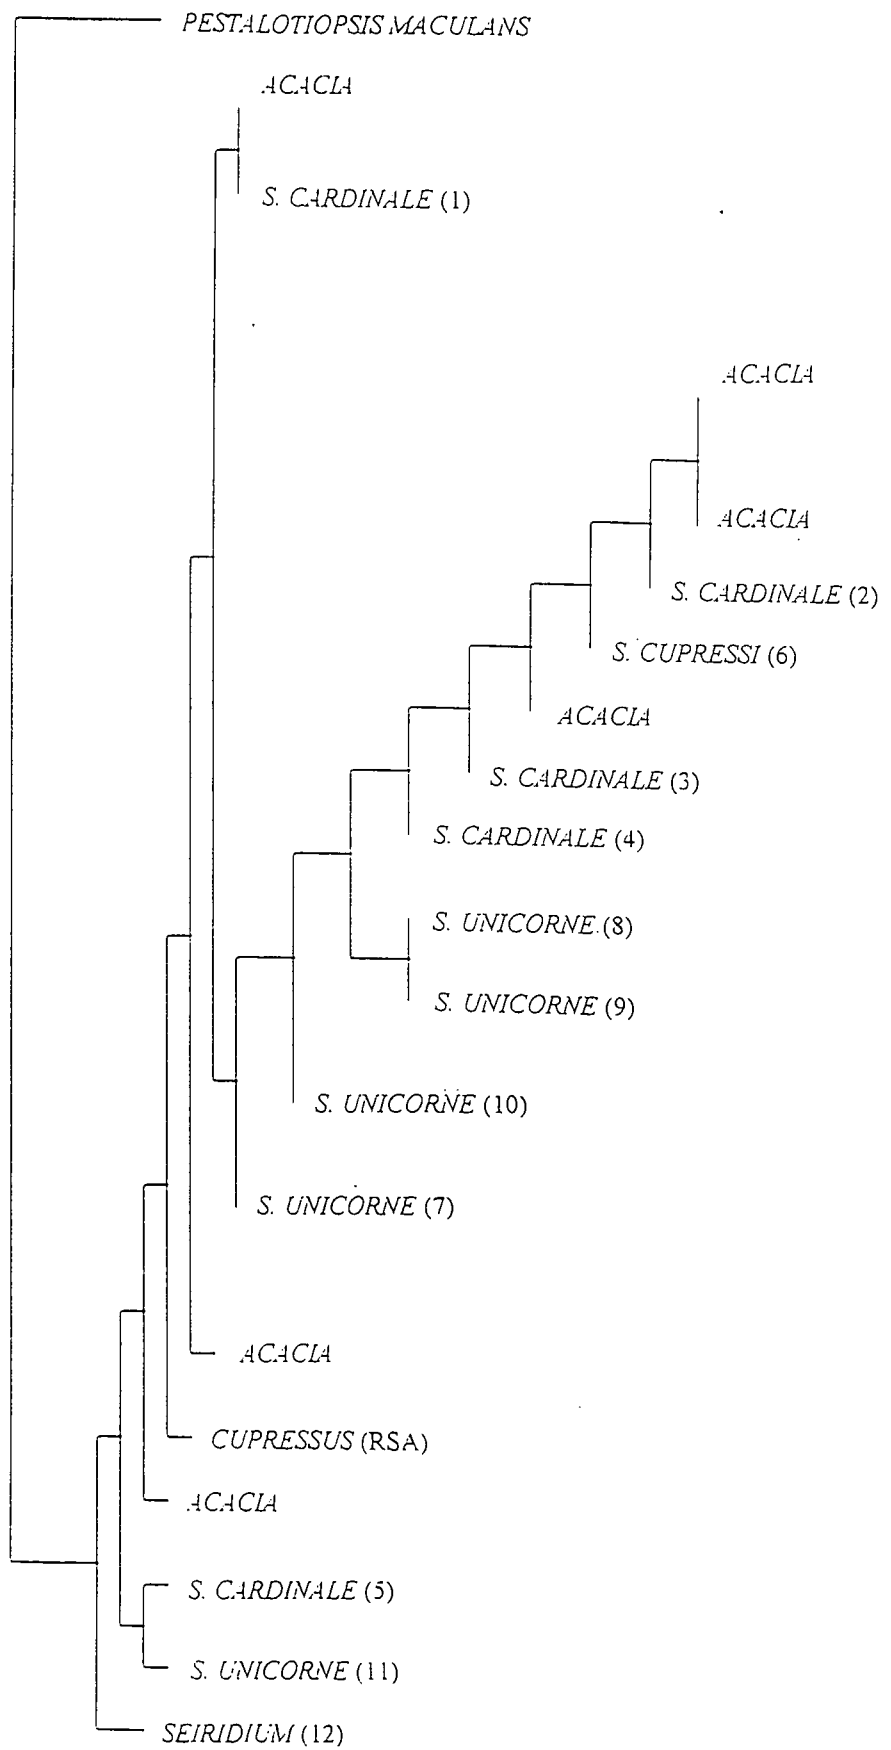 PESTALOTIOPSIS MACULANS
ACACIA
S. CARDINALE (1)
ACACIA
ACACIA
S. CARDINALE (2)
S. CUPRESSI (6)
ACACIA
S. CARDINALE (3)
S. CARDINALE (4)
S. UNICORNE (8)
S. UNICORNE (9)
S. UNICORNE (10)
S. UNICORNE (7)
ACACIA
CUPRESSUS (RSA)
ACACIA
S. CARDINALE (5)
S. UNICORNE (11)
SEIRIDIUM (12)